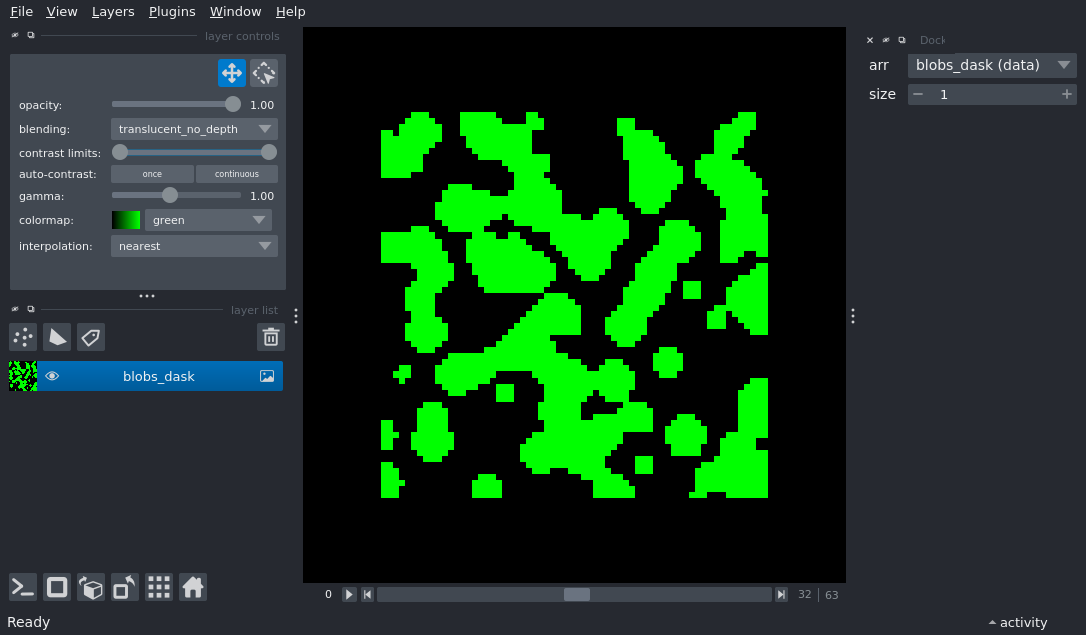 File View Layers Plugins Window Help
layer controls
opacity: 1.00
blending: translucent_no_depth
contrast limits:
auto-contrast: once continuous
gamma: 1.00
colormap: green
interpolation: nearest
layer list
blobs_dask
0 32 63
Dock
arr blobs_dask (data)
size 1
Ready
activity